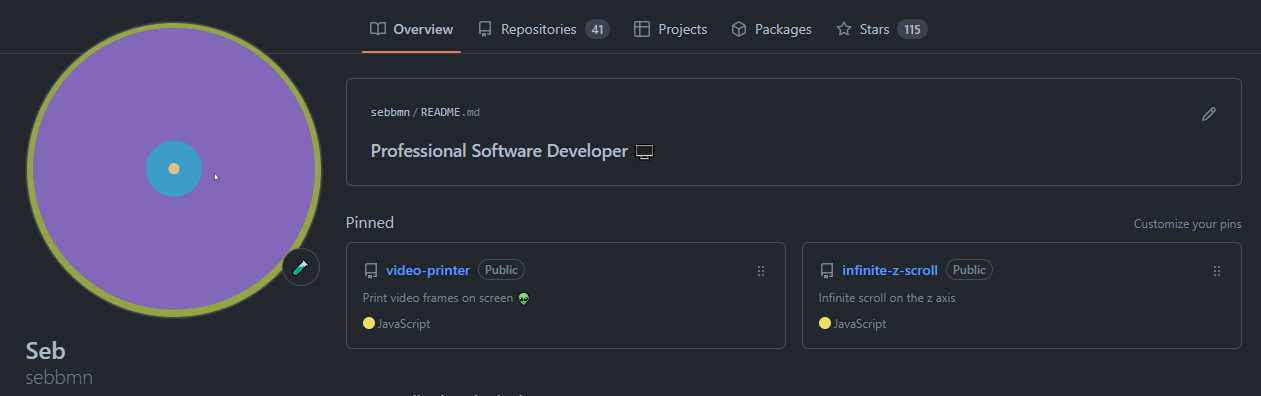 Overview Repositories 41 Projects Packages Stars 115
sebbmn/README.md
Professional Software Developer
Pinned
Customize your pins
video-printer Public
Print video frames on screen
JavaScript
infinite-z-scroll Public
Infinite scroll on the z axis
JavaScript
Seb
sebbmn